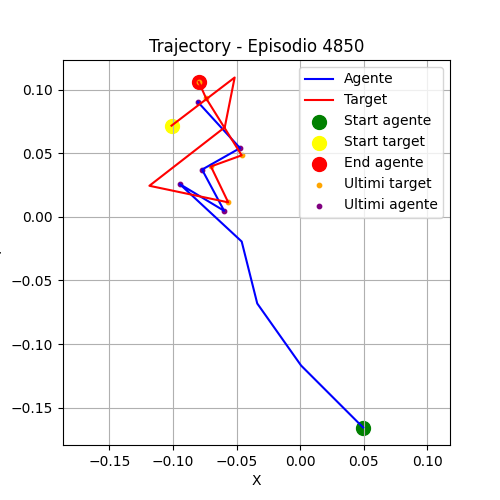 Trajectory - Episodio 4850
Agente
Target
Start agente
Start target
End agente
Ultimi target
Ultimi agente
0.10
0.05
0.00
−0.05
−0.10
−0.15
−0.15 −0.10 −0.05 0.00 0.05 0.10
X